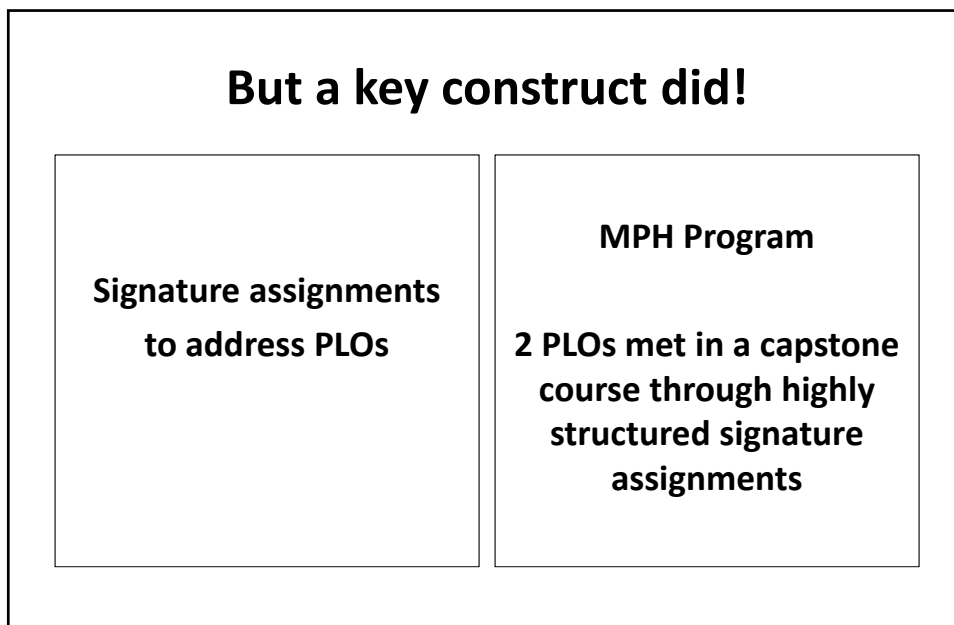 But a key construct did!
Signature assignments
to address PLOs
MPH Program
2 PLOs met in a capstone
course through highly
structured signature
assignments